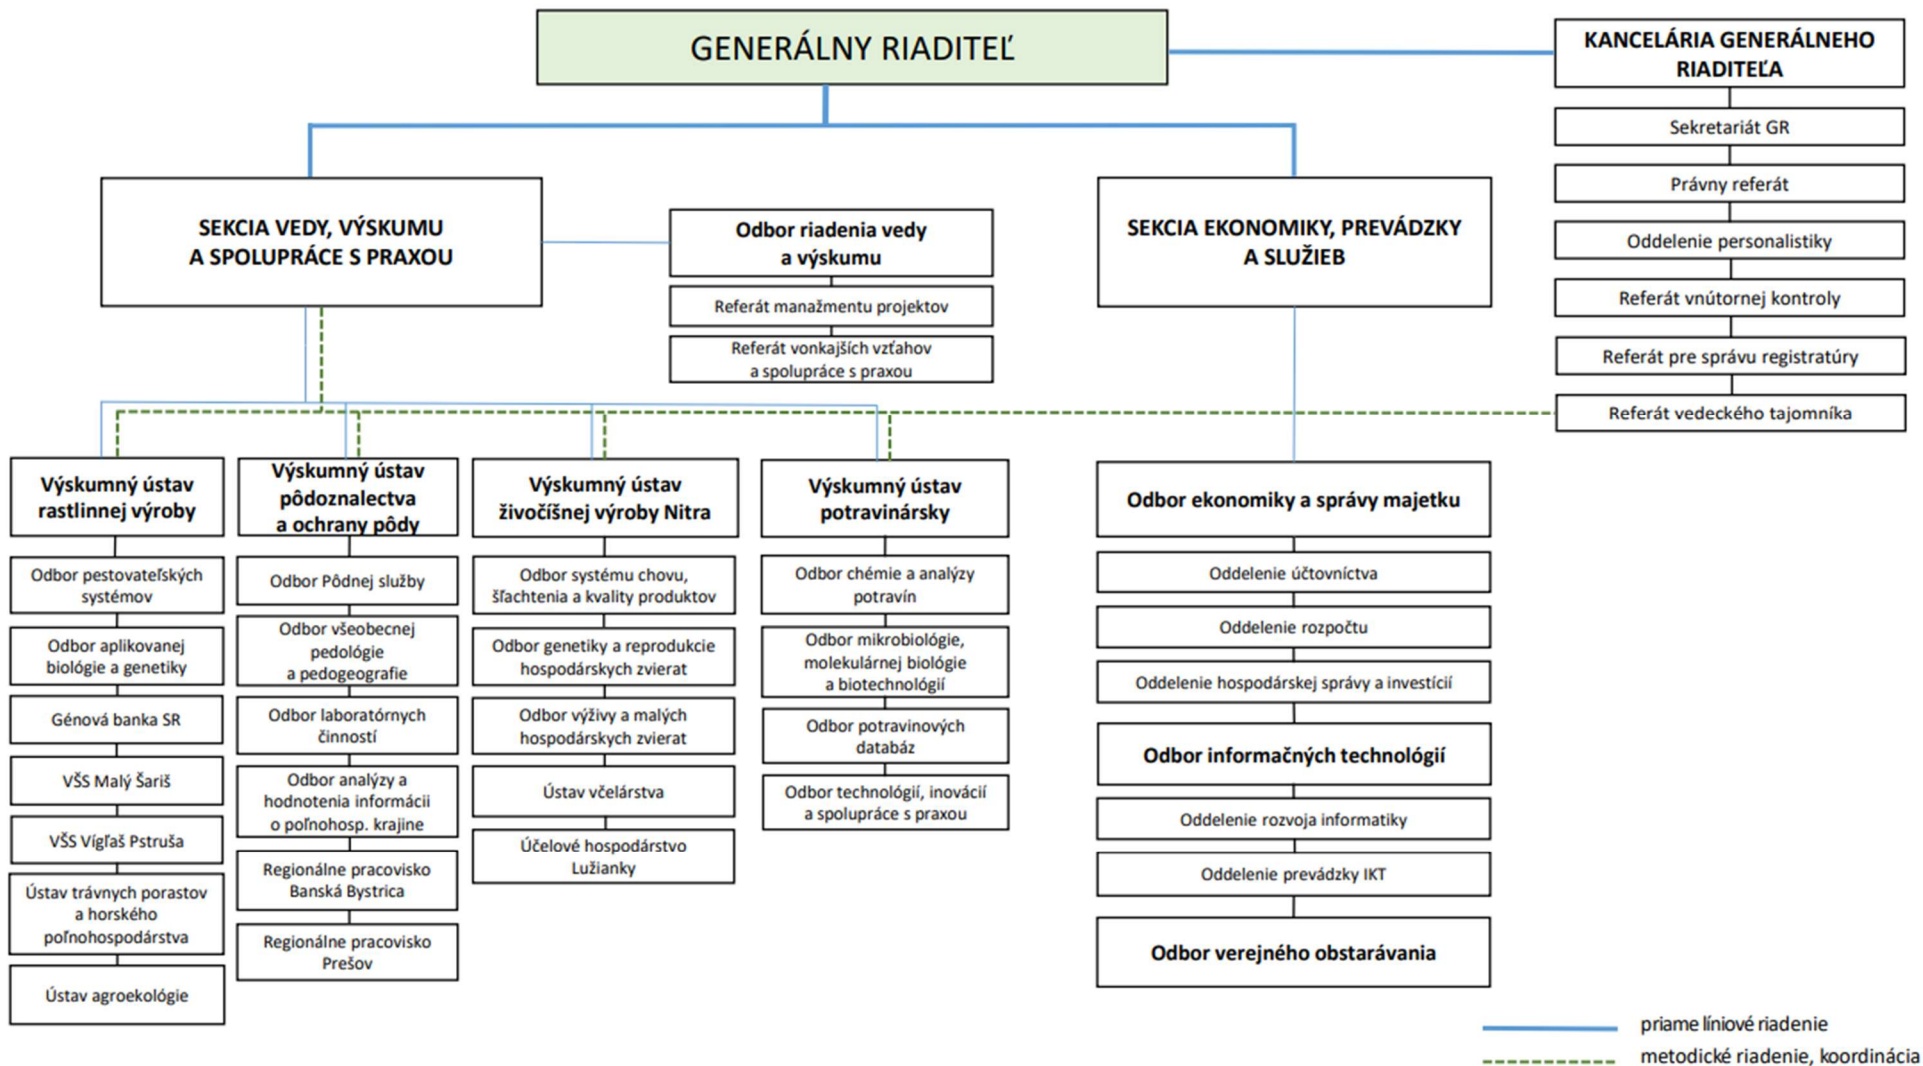 GENERÁLNY RIADITEĽ
KANCELÁRIA GENERÁLNEHO
RIADITEĽA
Sekretariát GR
Právny referát
Oddelenie personalistiky
Referát vnútornej kontroly
Referát pre správu registratúry
Referát vedeckého tajomníka
SEKCIA VEDY, VÝSKUMU
A SPOLUPRÁCE S PRAXOU
Odbor riadenia vedy
a výskumu
Referát manažmentu projektov
Referát vonkajších vzťahov
a spolupráce s praxou
SEKCIA EKONOMIKY, PREVÁDZKY
A SLUŽIEB
Výskumný ústav
rastlinnej výroby
Odbor pestovateľských
systémov
Odbor aplikovanej
biológie a genetiky
Génová banka SR
VŠS Malý Šariš
VŠS Vígľaš Pstruša
Ústav trávnych porastov
a horského
poľnohospodárstva
Ústav agroekológie
Výskumný ústav
pôdoznalectva
a ochrany pôdy
Odbor Pôdnej služby
Odbor všeobecnej
pedológie
a pedogeografie
Odbor laboratórnych
činností
Odbor analýzy a
hodnotenia informácii
o poľnohosp. krajine
Regionálne pracovisko
Banská Bystrica
Regionálne pracovisko
Prešov
Výskumný ústav
živočíšnej výroby Nitra
Odbor systému chovu,
šľachtenia a kvality produktov
Odbor genetiky a reprodukcie
hospodárskych zvierat
Odbor výživy a malých
hospodárskych zvierat
Ústav včelárstva
Účelové hospodárstvo
Lužianky
Výskumný ústav
potravinársky
Odbor chémie a analýzy
potravín
Odbor mikrobiológie,
molekulárnej biológie
a biotechnológií
Odbor potravinových
databáz
Odbor technológií, inovácií
a spolupráce s praxou
Odbor ekonomiky a správy majetku
Oddelenie účtovníctva
Oddelenie rozpočtu
Oddelenie hospodárskej správy a investícií
Odbor informačných technológií
Oddelenie rozvoja informatiky
Oddelenie prevádzky IKT
Odbor verejného obstarávania
priame líniové riadenie
metodické riadenie, koordinácia